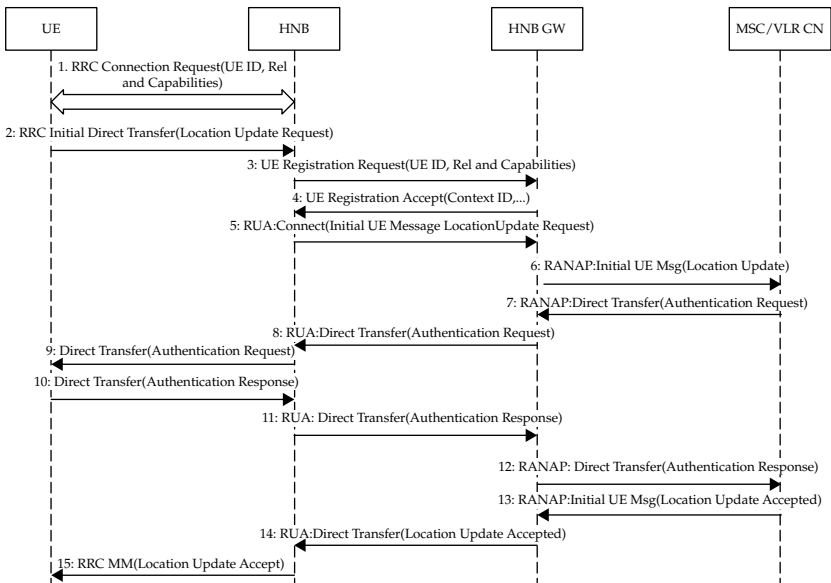 UE
HNB
HNB GW
MSC/VLR CN
1. RRC Connection Request(UE ID, Rel
and Capabilities)
2: RRC Initial Direct Transfer(Location Update Request)
3: UE Registration Request(UE ID, Rel and Capabilities)
4: UE Registration Accept(Context ID,...)
5: RUA:Connect(Initial UE Message LocationUpdate Request)
6: RANAP:Initial UE Msg(Location Update)
7: RANAP:Direct Transfer(Authentication Request)
8: RUA:Direct Transfer(Authentication Request)
9: Direct Transfer(Authentication Request)
10: Direct Transfer(Authentication Response)
11: RUA: Direct Transfer(Authentication Response)
12: RANAP: Direct Transfer(Authentication Response)
13: RANAP:Initial UE Msg(Location Update Accepted)
14: RUA:Direct Transfer(Location Update Accepted)
15: RRC MM(Location Update Accept)